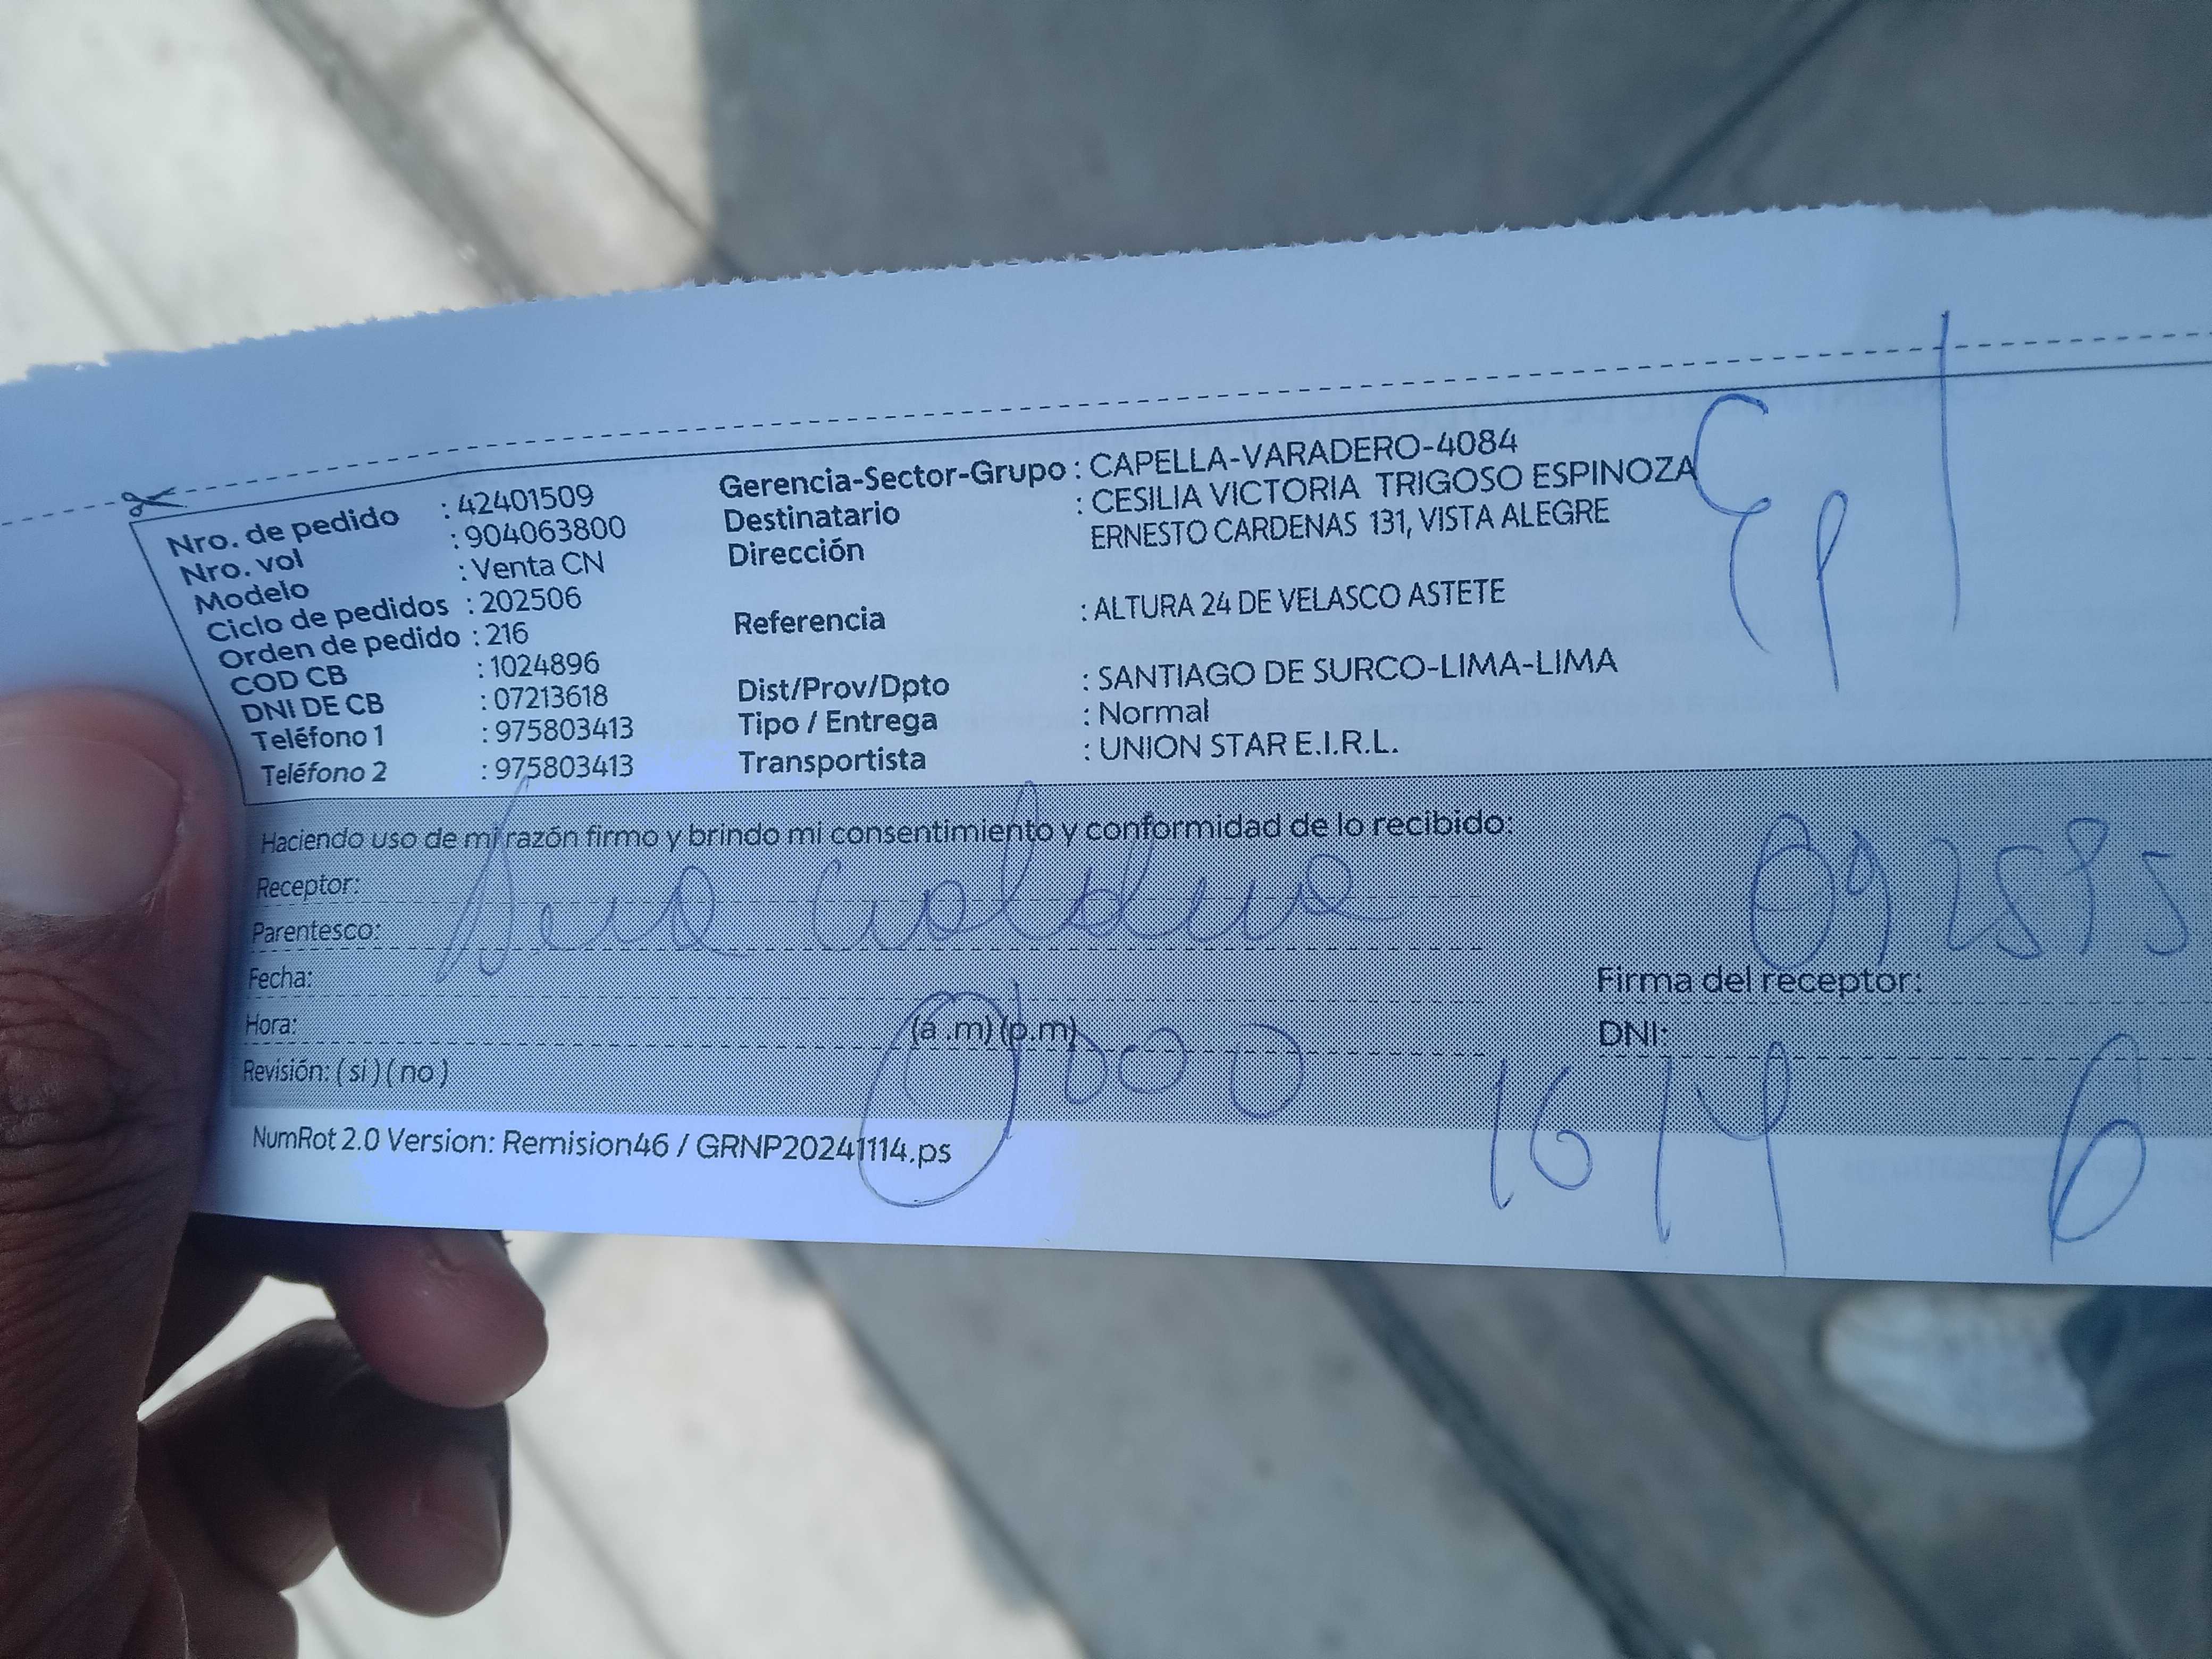 Nro. de pedido : 42401509
Nro. vol : 904063800
Modelo : Venta CN
Ciclo de pedidos : 202506
Orden de pedido : 216
COD CB : 1024896
DNI DE CB : 07213618
Teléfono 1 : 975803413
Teléfono 2 : 975803413
Gerencia-Sector-Grupo : CAPELLA-VARADERO-4084
Destinatario : CESILIA VICTORIA TRIGOSO ESPINOZA
Dirección ERNESTO CARDENAS 131, VISTA ALEGRE
Referencia : ALTURA 24 DE VELASCO ASTETE
Dist/Prov/Dpto : SANTIAGO DE SURCO-LIMA-LIMA
Tipo / Entrega : Normal
Transportista : UNION STAR E.I.R.L.
Haciendo uso de mi razón firmo y brindo mi consentimiento y conformidad de lo recibido:
Receptor:
Parentesco:
Fecha:
Hora: (a .m) (p.m)
Revisión: ( si ) ( no )
Firma del receptor:
DNI:
NumRot 2.0 Version: Remision46 / GRNP20241114.ps